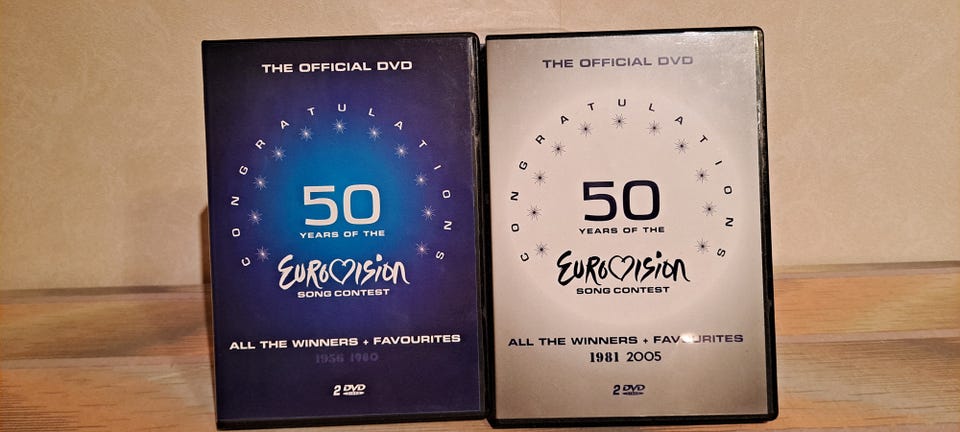 THE OFFICIAL DVD
CONGRATULATIONS
50
YEARS OF THE
EUROVISION
SONG CONTEST
ALL THE WINNERS + FAVOURITES
1956 1980
2 DVD
VIDEO
THE OFFICIAL DVD
CONGRATULATIONS
50
YEARS OF THE
EUROVISION
SONG CONTEST
ALL THE WINNERS + FAVOURITES
1981 2005
2 DVD
VIDEO